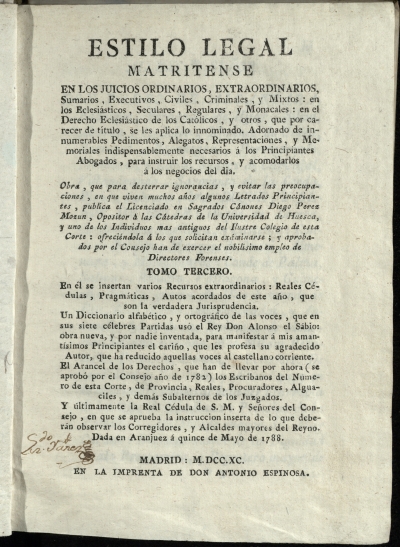 ESTILO LEGAL
MATRITENSE
EN LOS JUICIOS ORDINARIOS, EXTRAORDINARIOS,
Sumarios, Executivos, Civiles, Criminales, y Mixtos: en
los Eclesiásticos, Seculares, Regulares, y Monacales: en el
Derecho Eclesiástico de los Católicos, y otros, que por ca-
recer de titulo, se les aplica lo innominado. Adornado de in-
numerables Pedimentos, Alegatos, Representaciones, y Me-
moriales indispensablemente necesarios á los Principiantes
Abogados, para instruir los recursos, y acomodarlos
á los negocios del dia.
Obra, que para desterrar ignorancias, y evitar las preocupa-
ciones, en que viven muchos años algunos Letrados Principian-
tes, publica el Licenciado en Sagrados Cánones Diego Perez
Mozun, Opositor á las Cátedras de la Universidad de Huesca,
y uno de los Individuos mas antiguos del Ilustre Colegio de esta
Corte: ofreciéndola á los que solicitan exâminarse; y aproba-
dos por el Consejo han de exercer el nobilísimo empleo de
Directores Forenses.
TOMO TERCERO.
En él se insertan varios Recursos extraordinarios: Reales Cé-
dulas, Pragmáticas, Autos acordados de este año, que
son la verdadera Jurisprudencia.
Un Diccionario alfabético, y ortográfico de las voces, que en
sus siete célebres Partidas usó el Rey Don Alonso el Sábio:
obra nueva, y por nadie inventada, para manifestar á mis aman-
tísimos Principiantes el cariño, que les profesa su agradecido
Autor, que ha reducido aquellas voces al castellano corriente.
El Arancel de los Derechos, que han de llevar por ahora (se
aprobó por el Consejo año de 1782) los Escribanos del Nume-
ro de esta Corte, de Provincia, Reales, Procuradores, Algua-
ciles, y demás Subalternos de los Juzgados.
Y últimamente la Real Cédula de S. M. y Señores del Con-
sejo, en que se aprueba la instruccion inserta de lo que debe-
rán observar los Corregidores, y Alcaldes mayores del Reyno.
Dada en Aranjuez á quince de Mayo de 1788.
MADRID: M.DCC.XC.
EN LA IMPRENTA DE DON ANTONIO ESPINOSA.